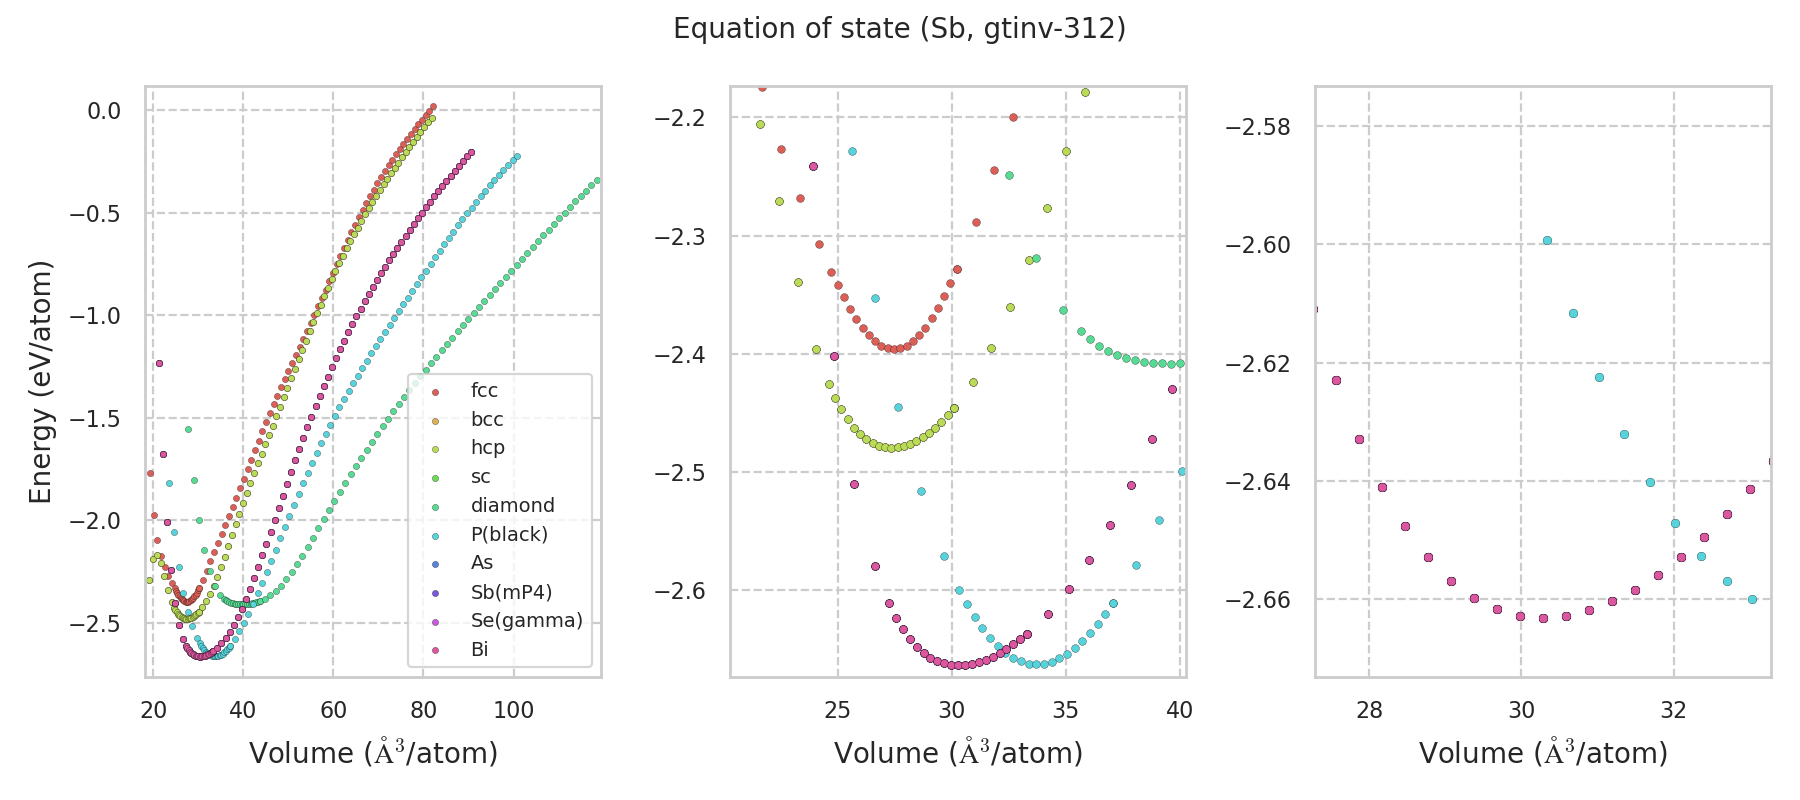 Equation of state (Sb, gtinv-312)
Energy (eV/atom)
0.0
−0.5
−1.0
−1.5
−2.0
−2.5
20 40 60 80 100
Volume (Å³/atom)
fcc
bcc
hcp
sc
diamond
P(black)
As
Sb(mP4)
Se(gamma)
Bi
−2.2
−2.3
−2.4
−2.5
−2.6
25 30 35 40
Volume (Å³/atom)
−2.58
−2.60
−2.62
−2.64
−2.66
28 30 32
Volume (Å³/atom)